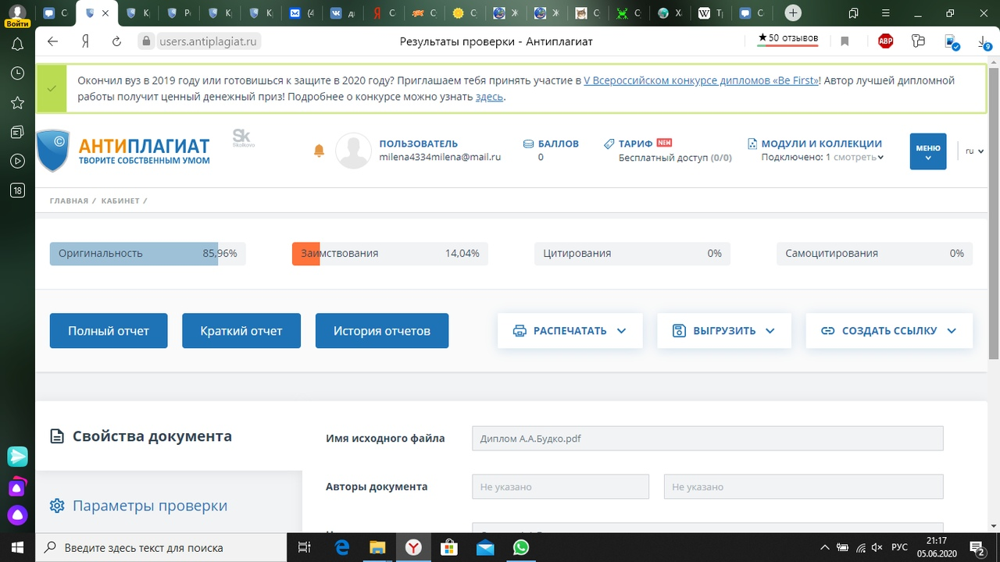 Войти
С
К
К
Р
К
К
(4
д
Я
С
с
С
Ж
Ж
С
С
Х
W
Т
С
users.antiplagiat.ru
Результаты проверки - Антиплагиат
★50 отзывов
ABP
9
Окончил вуз в 2019 году или готовишься к защите в 2020 году? Приглашаем тебя принять участие в V Всероссийском конкурсе дипломов «Be First»! Автор лучшей дипломной
работы получит ценный денежный приз! Подробнее о конкурсе можно узнать здесь.
©
АНТИПЛАГИАТ
ТВОРИТЕ СОБСТВЕННЫМ УМОМ
Sk
Skolkovo
ПОЛЬЗОВАТЕЛЬ
milena4334milena@mail.ru
БАЛЛОВ
0
ТАРИФ NEW
Бесплатный доступ (0/0)
МОДУЛИ И КОЛЛЕКЦИИ
Подключено: 1 смотреть
МЕНЮ
ru
18
ГЛАВНАЯ / КАБИНЕТ /
Оригинальность 85,96%
Заимствования 14,04%
Цитирования 0%
Самоцитирования 0%
Полный отчет
Краткий отчет
История отчетов
РАСПЕЧАТАТЬ
ВЫГРУЗИТЬ
СОЗДАТЬ ССЫЛКУ
Свойства документа
Имя исходного файла
Диплом А.А.Будко.pdf
Авторы документа
Не указано
Не указано
Параметры проверки
Введите здесь текст для поиска
РУС
21:17
05.06.2020
2